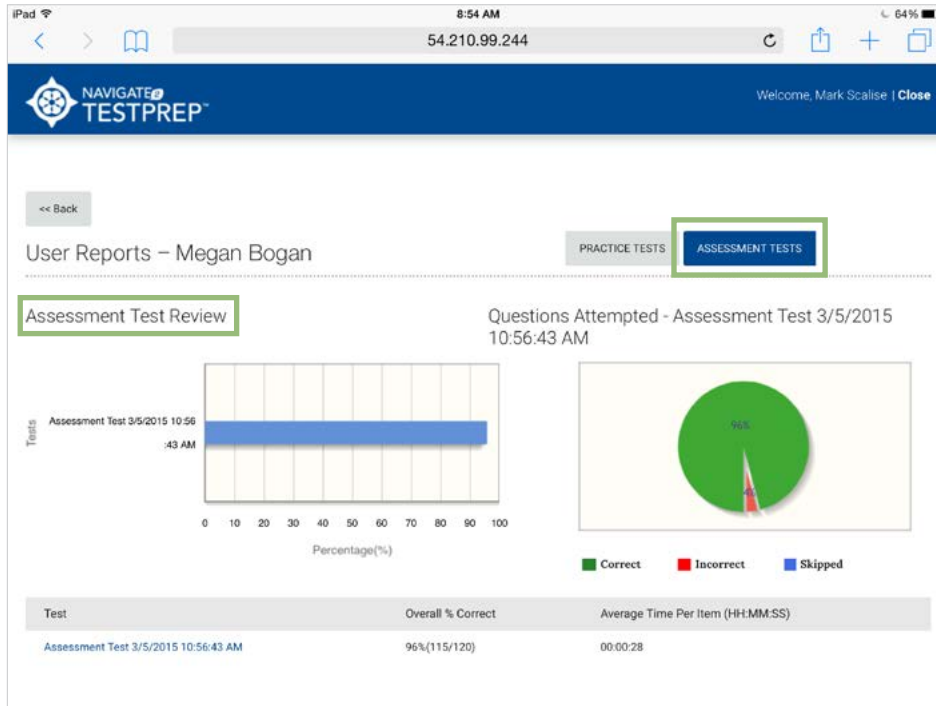 iPad 8:54 AM 64%
54.210.99.244
NAVIGATE 2
TESTPREP™
Welcome, Mark Scalise | Close
<< Back
User Reports – Megan Bogan
PRACTICE TESTS ASSESSMENT TESTS
Assessment Test Review
Questions Attempted - Assessment Test 3/5/2015
10:56:43 AM
Tests
Assessment Test 3/5/2015 10:56
:43 AM
0 10 20 30 40 50 60 70 80 90 100
Percentage(%)
96%
4%
Correct Incorrect Skipped
Test Overall % Correct Average Time Per Item (HH:MM:SS)
Assessment Test 3/5/2015 10:56:43 AM 96%(115/120) 00:00:28